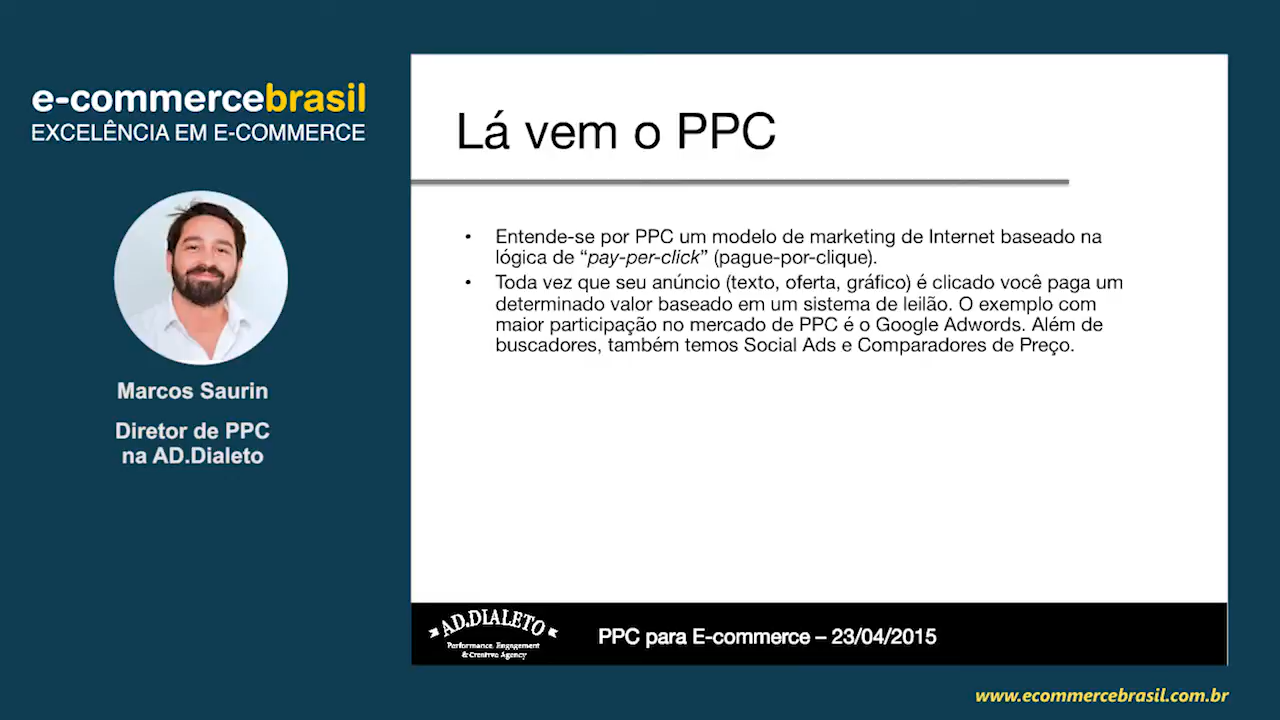 e-commercebrasil
EXCELÊNCIA EM E-COMMERCE
Marcos Saurin
Diretor de PPC
na AD.Dialeto
Lá vem o PPC
• Entende-se por PPC um modelo de marketing de Internet baseado na
lógica de “pay-per-click” (pague-por-clique).
• Toda vez que seu anúncio (texto, oferta, gráfico) é clicado você paga um
determinado valor baseado em um sistema de leilão. O exemplo com
maior participação no mercado de PPC é o Google Adwords. Além de
buscadores, também temos Social Ads e Comparadores de Preço.
AD.DIALETO
Performance, Engagement
& Creative Agency
PPC para E-commerce – 23/04/2015
www.ecommercebrasil.com.br